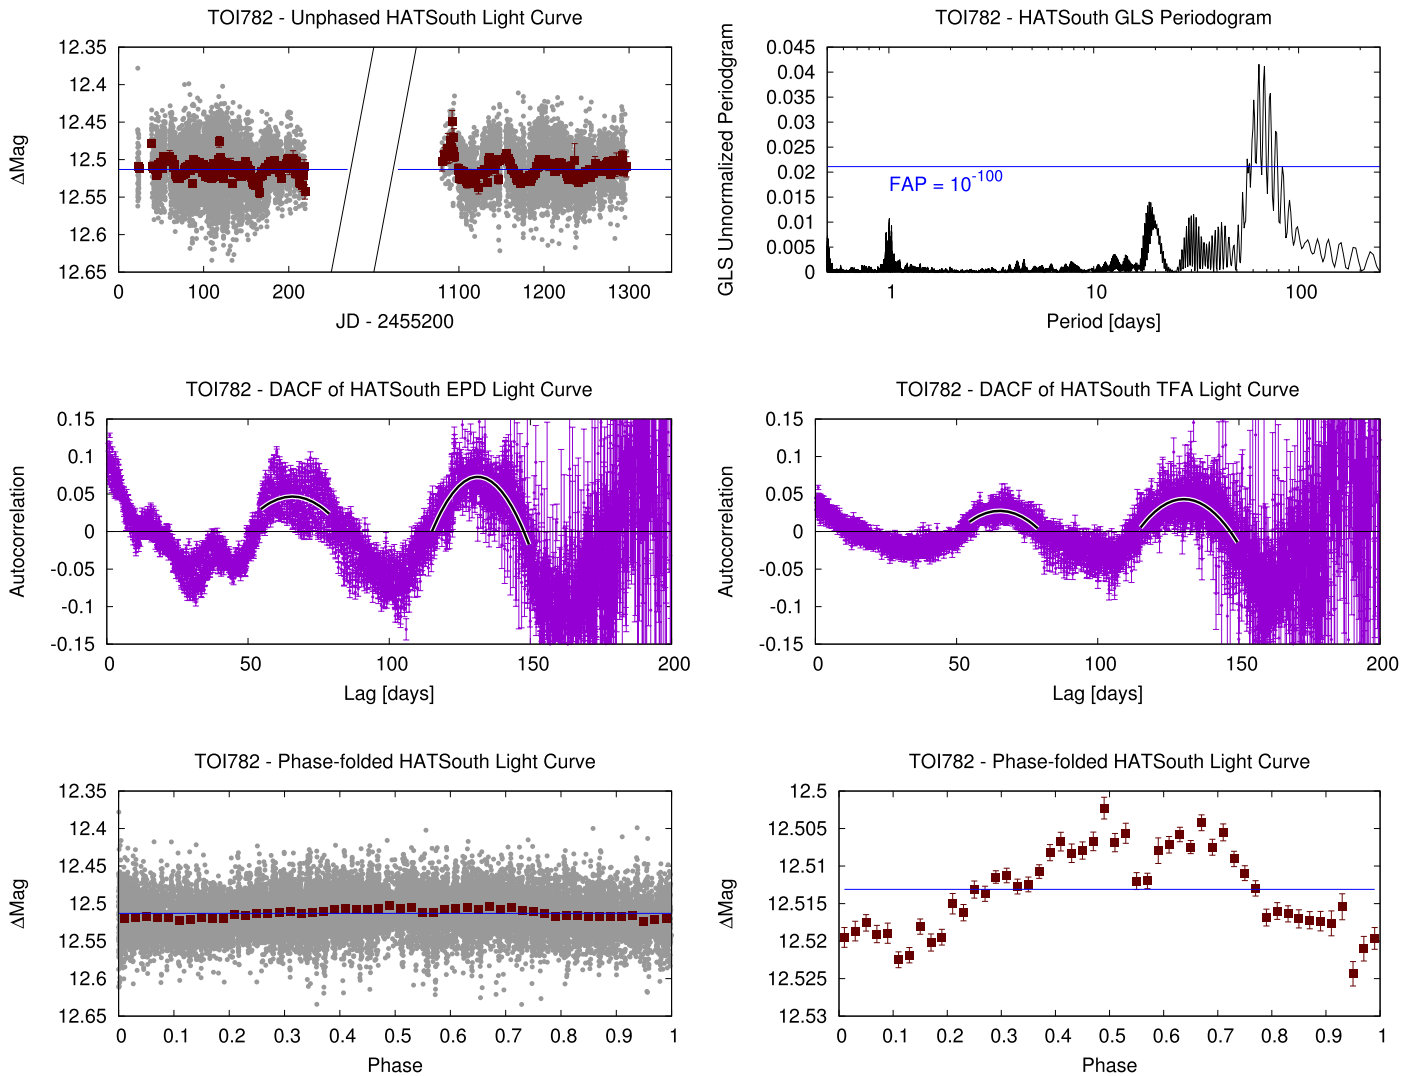 TOI782 - Unphased HATSouth Light Curve
ΔMag
12.35
12.4
12.45
12.5
12.55
12.6
12.65
0 100 200 1100 1200 1300
JD - 2455200
TOI782 - HATSouth GLS Periodogram
GLS Unnormalized Periodgram
0.045
0.04
0.035
0.03
0.025
0.02
0.015
0.01
0.005
0
FAP = 10^-100
1 10 100
Period [days]
TOI782 - DACF of HATSouth EPD Light Curve
Autocorrelation
0.15
0.1
0.05
0
-0.05
-0.1
-0.15
0 50 100 150 200
Lag [days]
TOI782 - DACF of HATSouth TFA Light Curve
Autocorrelation
0.15
0.1
0.05
0
-0.05
-0.1
-0.15
0 50 100 150 200
Lag [days]
TOI782 - Phase-folded HATSouth Light Curve
ΔMag
12.35
12.4
12.45
12.5
12.55
12.6
12.65
0 0.1 0.2 0.3 0.4 0.5 0.6 0.7 0.8 0.9 1
Phase
TOI782 - Phase-folded HATSouth Light Curve
ΔMag
12.5
12.505
12.51
12.515
12.52
12.525
12.53
0 0.1 0.2 0.3 0.4 0.5 0.6 0.7 0.8 0.9 1
Phase